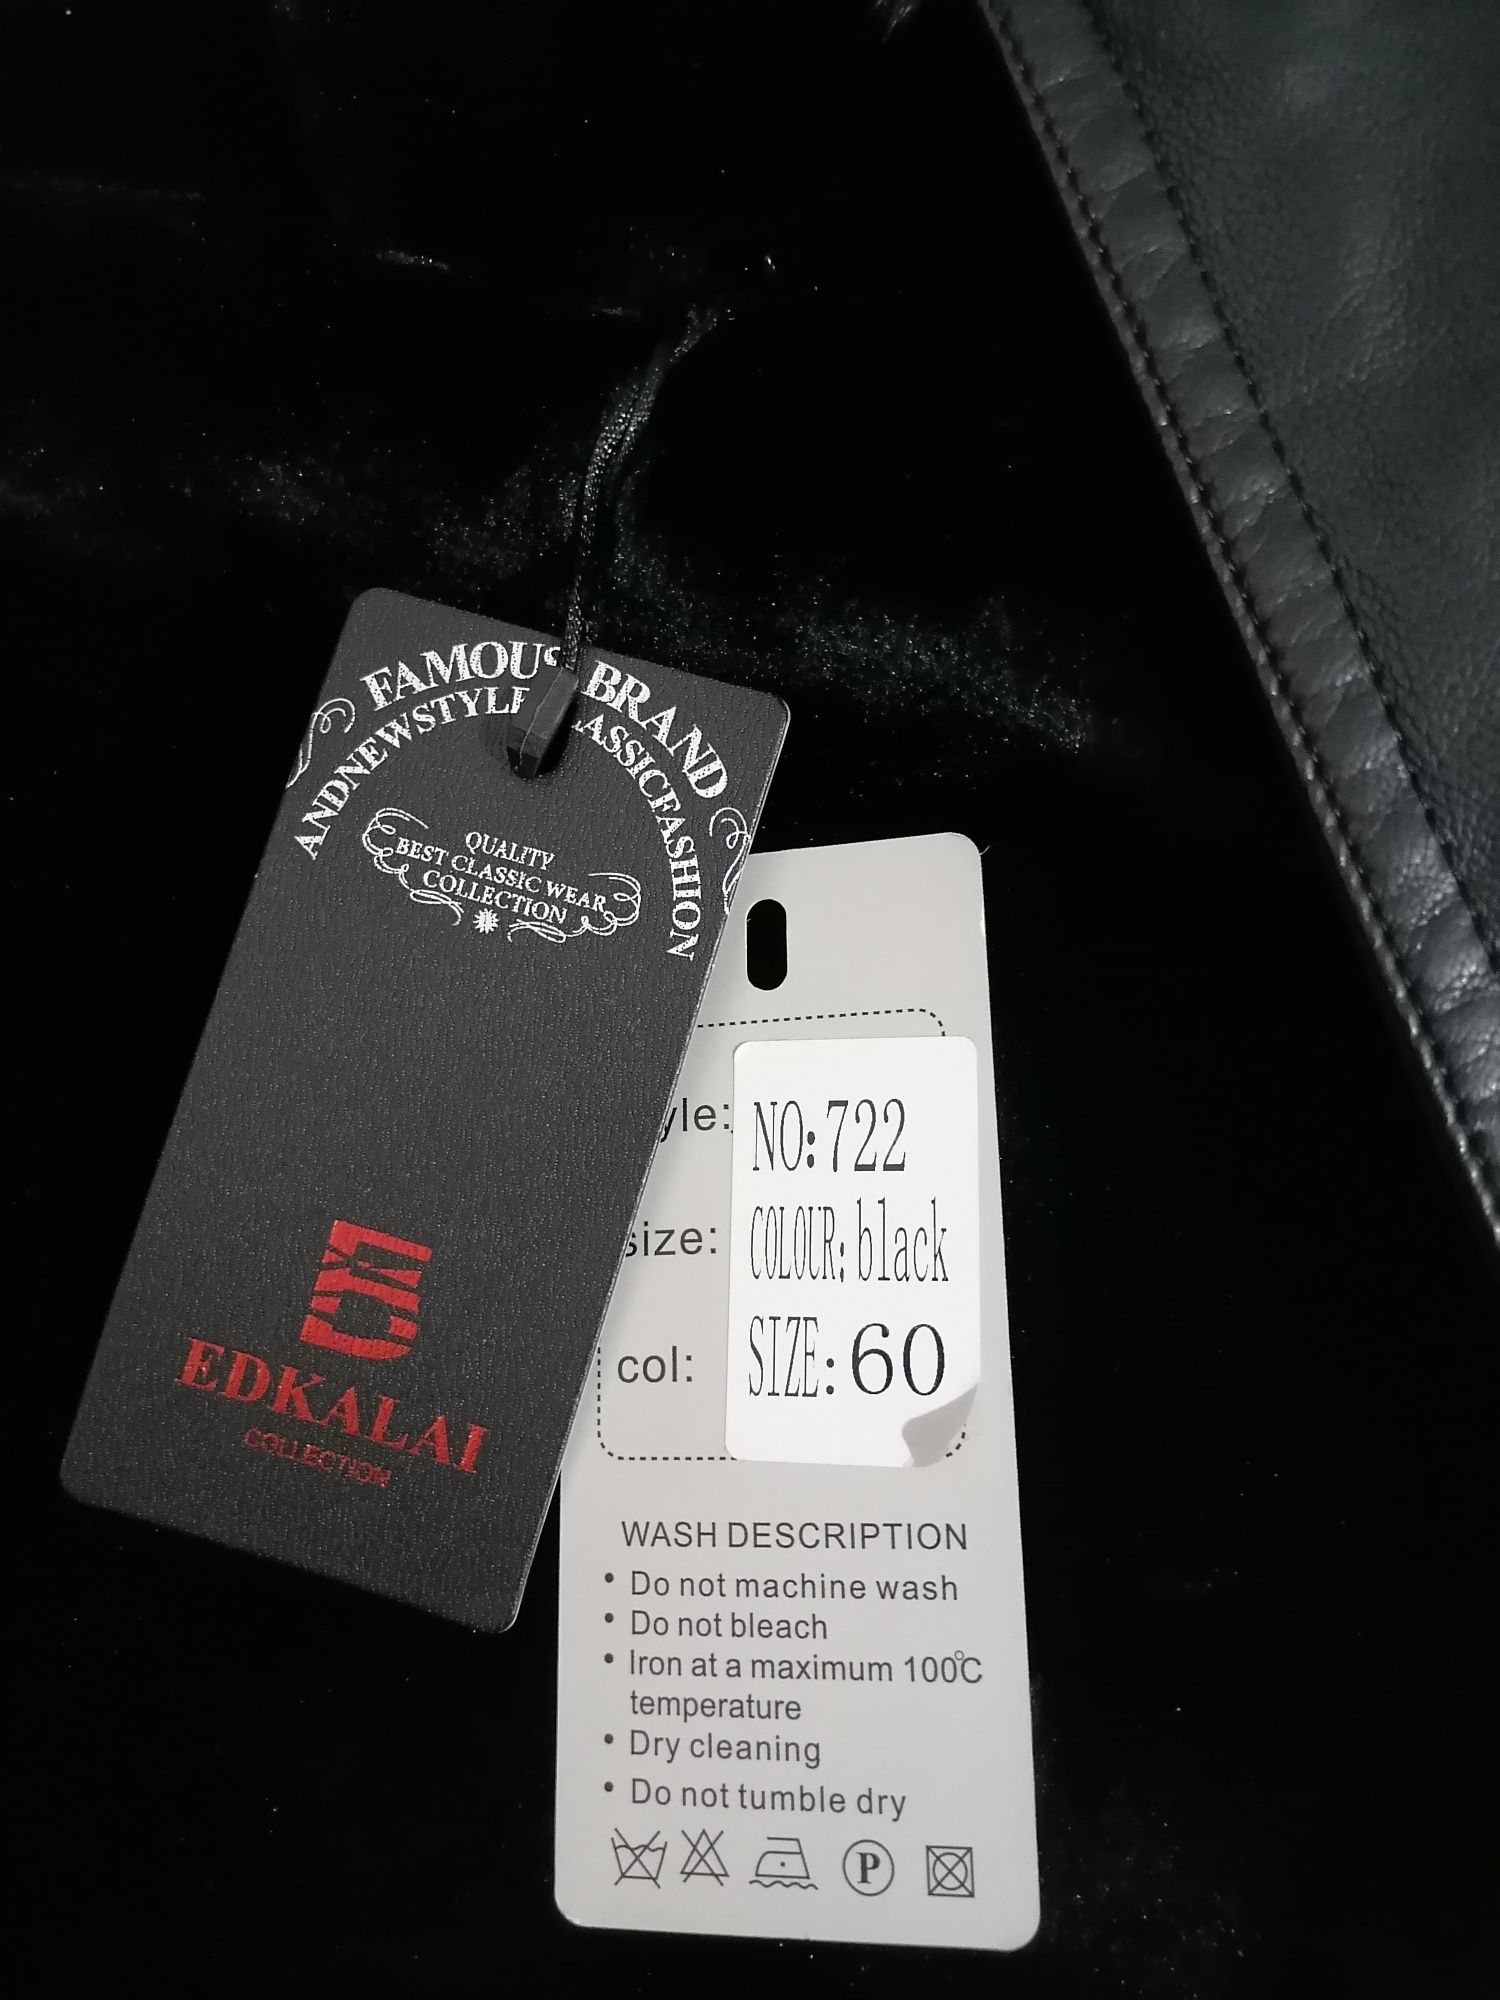 FAMOUS BRAND
ANDNEWSTYLE CLASSICFASHION
QUALITY
BEST CLASSIC WEAR
COLLECTION
EDKALAI
COLLECTION
yle:
size:
col:
NO:722
COLOUR:black
SIZE:60
WASH DESCRIPTION
• Do not machine wash
• Do not bleach
• Iron at a maximum 100℃
temperature
• Dry cleaning
• Do not tumble dry
P